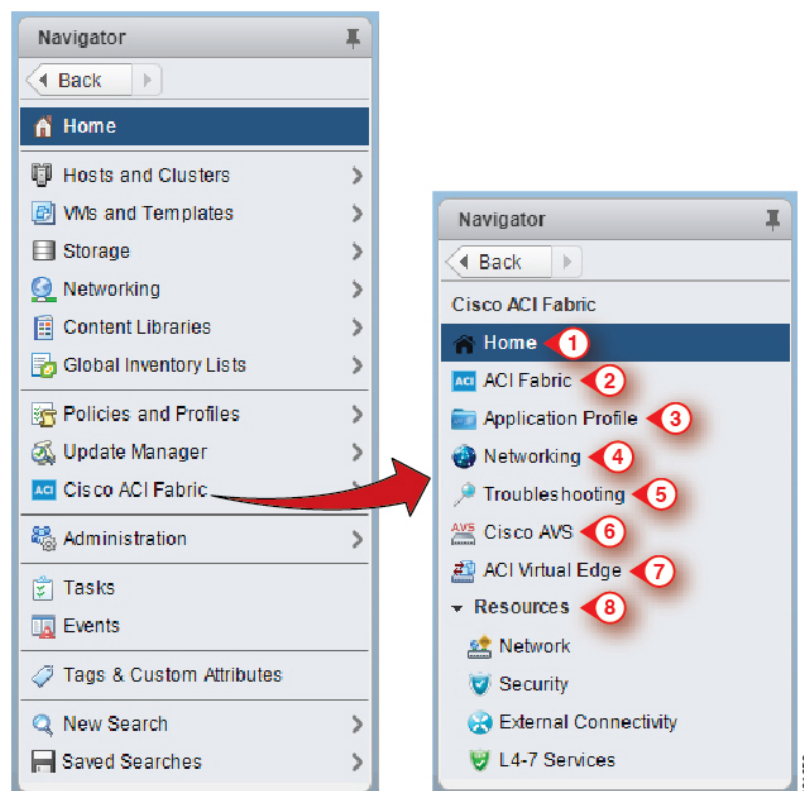 Navigator
Back
Home
Hosts and Clusters
VMs and Templates
Storage
Networking
Content Libraries
Global Inventory Lists
Policies and Profiles
Update Manager
ACI Cisco ACI Fabric
Administration
Tasks
Events
Tags & Custom Attributes
New Search
Saved Searches
Navigator
Back
Cisco ACI Fabric
Home 1
ACI ACI Fabric 2
Application Profile 3
Networking 4
Troubleshooting 5
AVS Cisco AVS 6
ACI Virtual Edge 7
Resources 8
Network
Security
External Connectivity
L4-7 Services